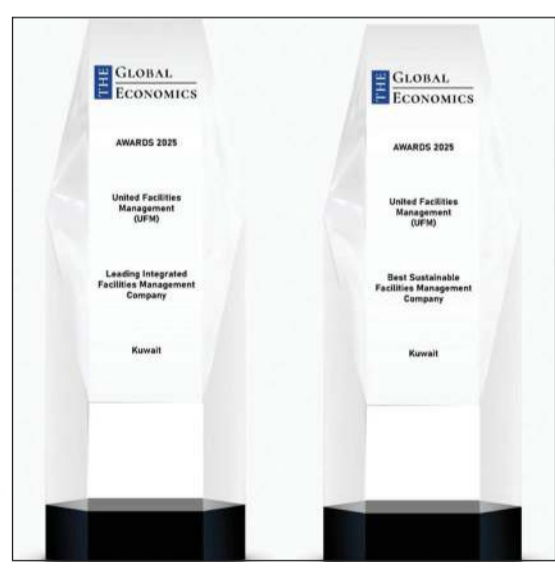 THE GLOBAL
ECONOMICS
AWARDS 2025
United Facilities
Management
(UFM)
Leading Integrated
Facilities Management
Company
Kuwait
THE GLOBAL
ECONOMICS
AWARDS 2025
United Facilities
Management
(UFM)
Best Sustainable
Facilities Management
Company
Kuwait